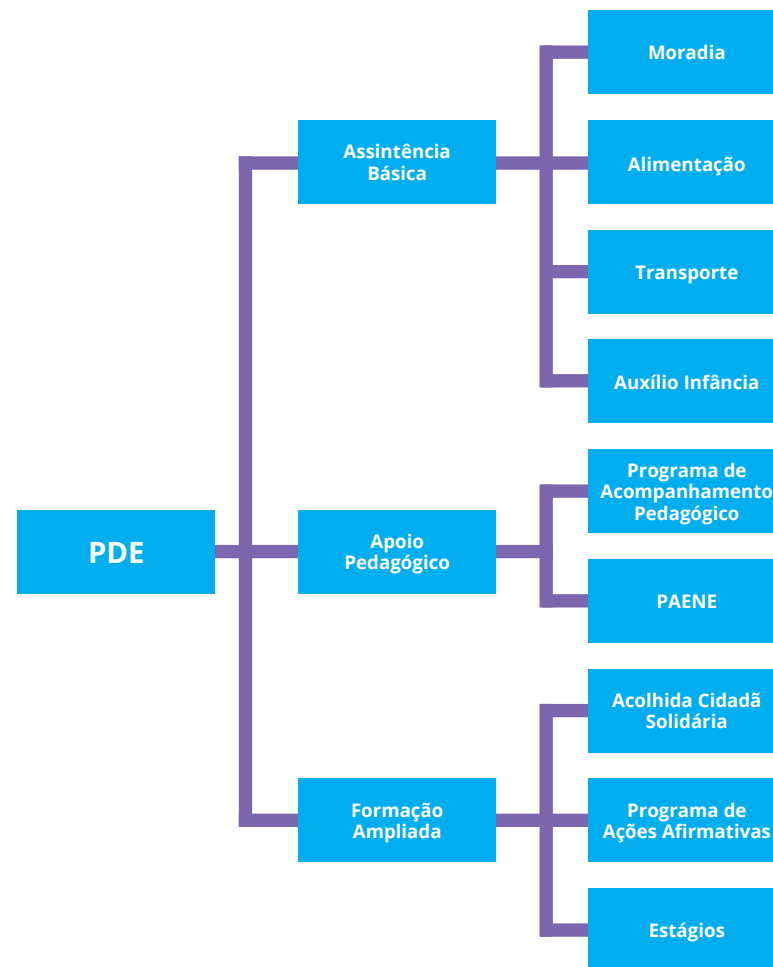 PDE
Assintência
Básica
Moradia
Alimentação
Transporte
Auxílio Infância
Apoio
Pedagógico
Programa de
Acompanhamento
Pedagógico
PAENE
Formação
Ampliada
Acolhida Cidadã
Solidária
Programa de
Ações Afirmativas
Estágios